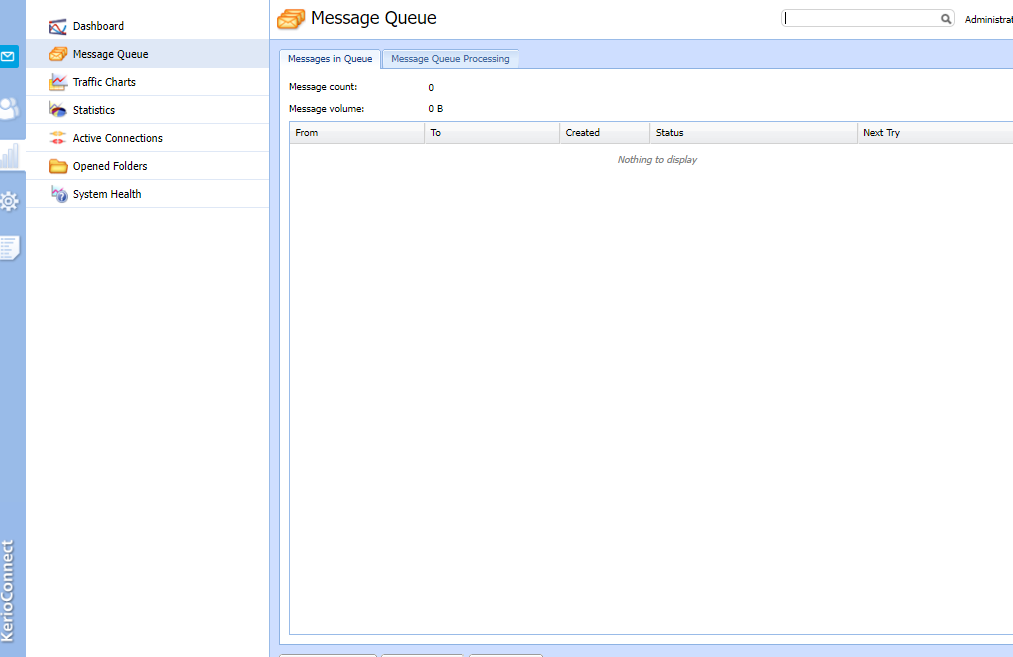 Message Queue
Administrat
Dashboard
Message Queue
Traffic Charts
Statistics
Active Connections
Opened Folders
System Health
KerioConnect
Messages in Queue
Message Queue Processing
Message count: 0
Message volume: 0 B
From To Created Status Next Try
Nothing to display